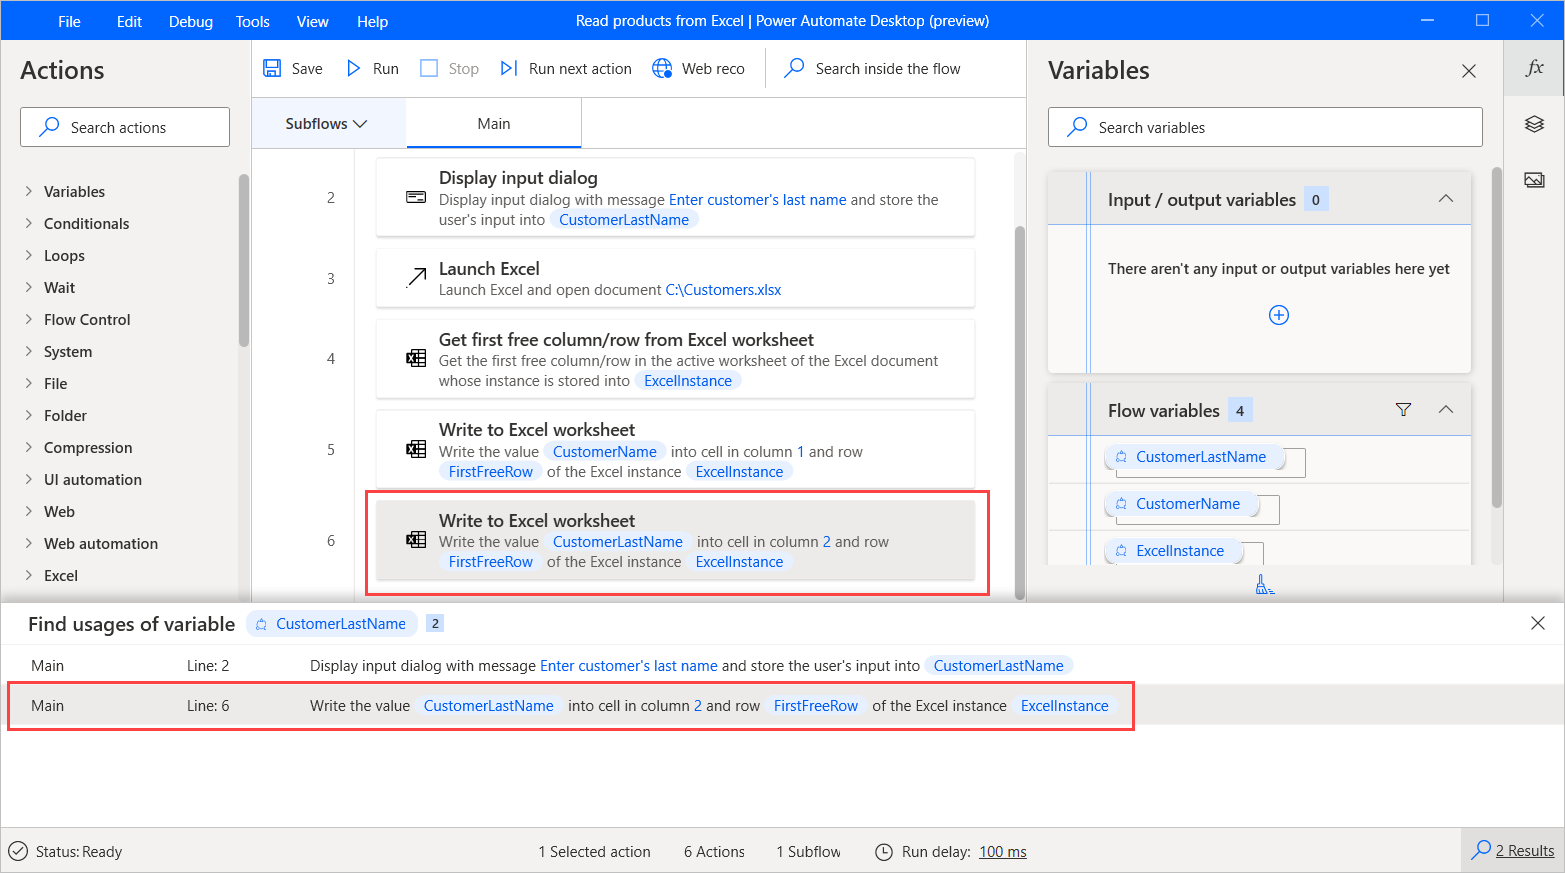 File Edit Debug Tools View Help Read products from Excel | Power Automate Desktop (preview)
Actions
Search actions
Variables
Conditionals
Loops
Wait
Flow Control
System
File
Folder
Compression
UI automation
Web
Web automation
Excel
Save Run Stop Run next action Web reco Search inside the flow
Subflows Main
2
Display input dialog
Display input dialog with message Enter customer's last name and store the
user's input into CustomerLastName
3
Launch Excel
Launch Excel and open document C:\Customers.xlsx
4
Get first free column/row from Excel worksheet
Get the first free column/row in the active worksheet of the Excel document
whose instance is stored into ExcelInstance
5
Write to Excel worksheet
Write the value CustomerName into cell in column 1 and row
FirstFreeRow of the Excel instance ExcelInstance
6
Write to Excel worksheet
Write the value CustomerLastName into cell in column 2 and row
FirstFreeRow of the Excel instance ExcelInstance
Variables
Search variables
fx
Input / output variables 0
There aren't any input or output variables here yet
Flow variables 4
CustomerLastName
CustomerName
ExcelInstance
Find usages of variable CustomerLastName 2
Main Line: 2 Display input dialog with message Enter customer's last name and store the user's input into CustomerLastName
Main Line: 6 Write the value CustomerLastName into cell in column 2 and row FirstFreeRow of the Excel instance ExcelInstance
Status: Ready 1 Selected action 6 Actions 1 Subflow Run delay: 100 ms 2 Results